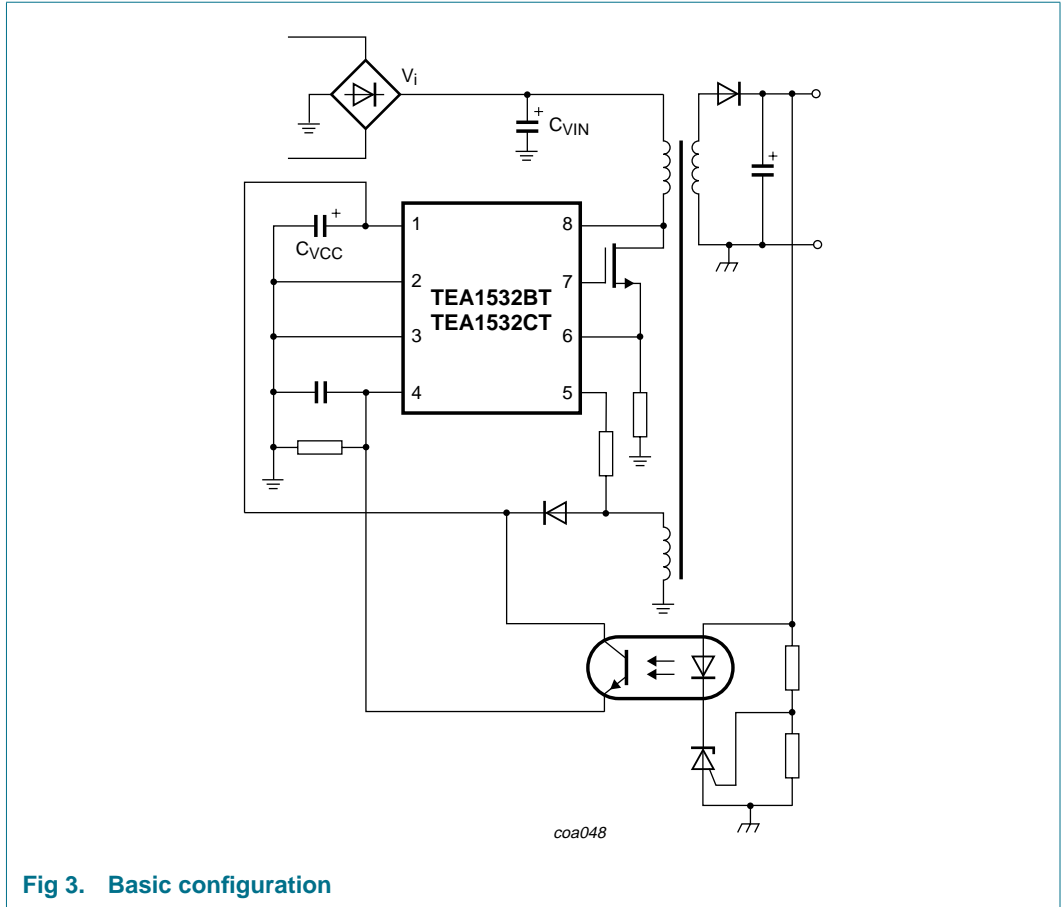 Vi
+
CVIN
+
+
CVCC
1
8
2
7
TEA1532BT
TEA1532CT
3
6
4
5
coa048
Fig 3. Basic configuration